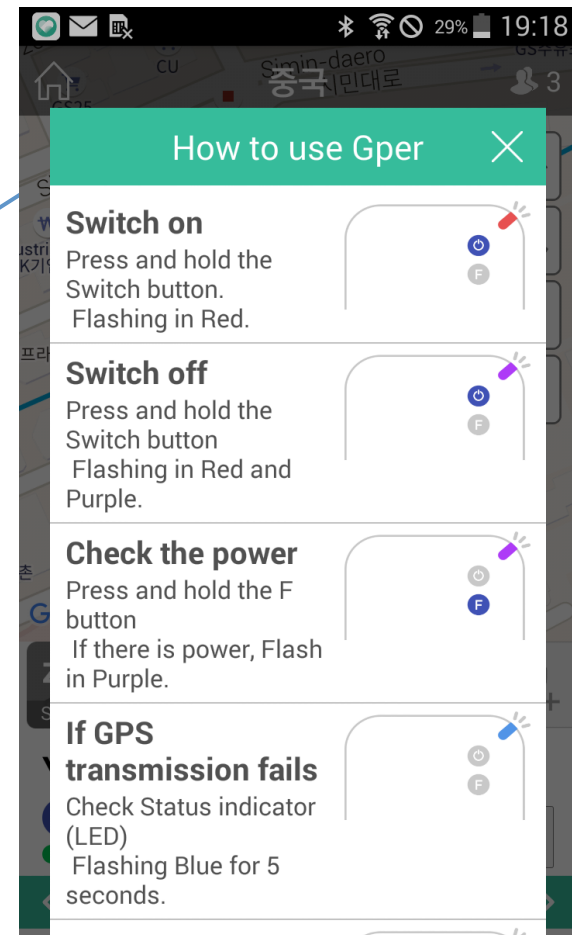 29% 19:18
CU
Simin-daero
시민대로
GS25
중국
3
How to use Gper
Switch on
Press and hold the
Switch button.
Flashing in Red.
F
Switch off
Press and hold the
Switch button
Flashing in Red and
Purple.
F
Check the power
Press and hold the F
button
If there is power, Flash
in Purple.
F
If GPS
transmission fails
Check Status indicator
(LED)
Flashing Blue for 5
seconds.
F